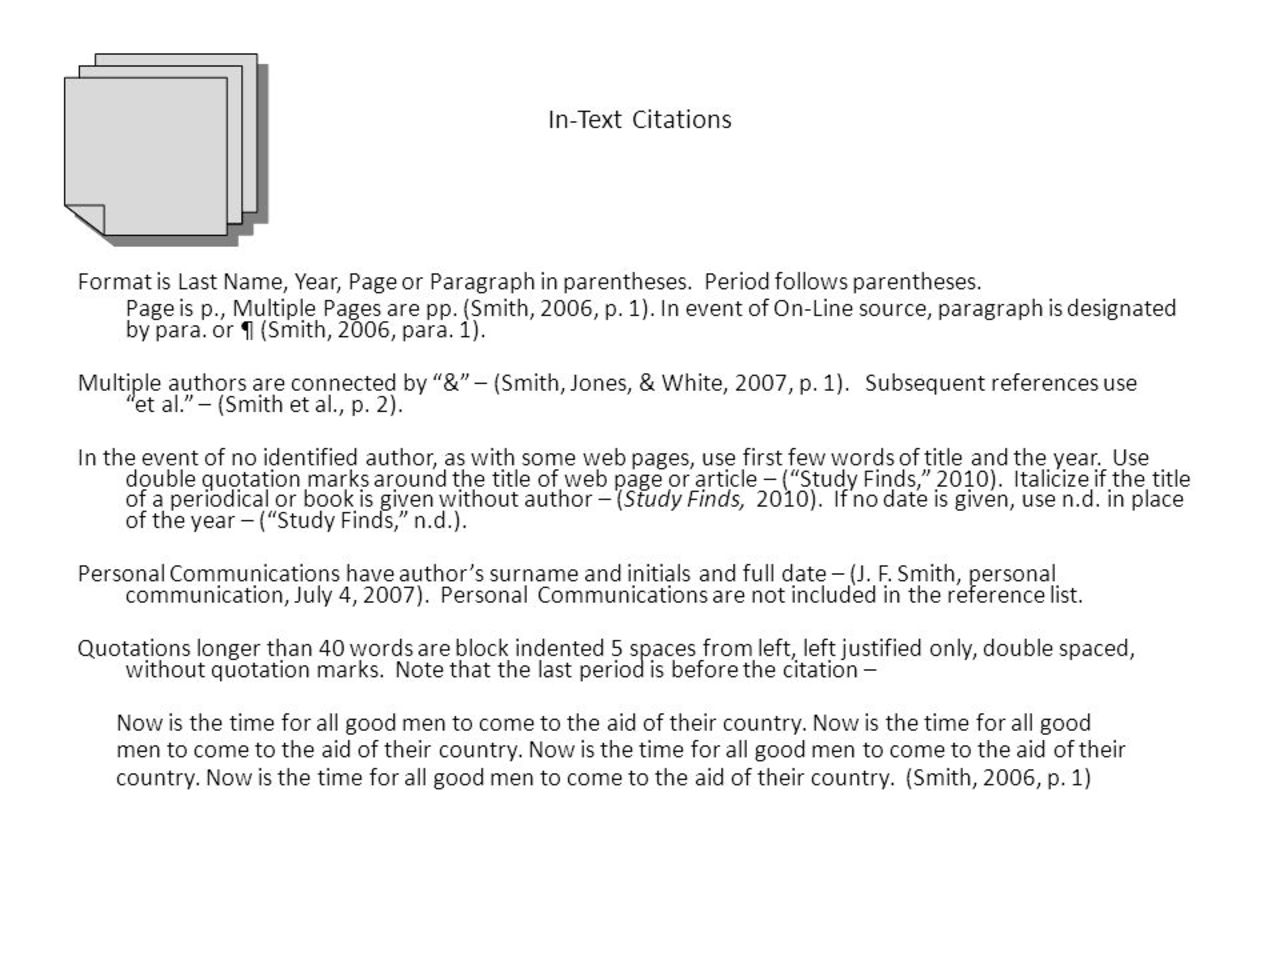 In-Text Citations
Format is Last Name, Year, Page or Paragraph in parentheses.  Period follows parentheses.
Page is p., Multiple Pages are pp. (Smith, 2006, p. 1). In event of On-Line source, paragraph is designated
by para. or ¶ (Smith, 2006, para. 1).
Multiple authors are connected by “&” – (Smith, Jones, & White, 2007, p. 1).   Subsequent references use
“et al.” – (Smith et al., p. 2).
In the event of no identified author, as with some web pages, use first few words of title and the year.  Use
double quotation marks around the title of web page or article – (“Study Finds,” 2010).  Italicize if the title
of a periodical or book is given without author – (Study Finds,  2010).  If no date is given, use n.d. in place
of the year – (“Study Finds,” n.d.).
Personal Communications have author’s surname and initials and full date – (J. F. Smith, personal
communication, July 4, 2007).  Personal Communications are not included in the reference list.
Quotations longer than 40 words are block indented 5 spaces from left, left justified only, double spaced,
without quotation marks.  Note that the last period is before the citation –
Now is the time for all good men to come to the aid of their country. Now is the time for all good
men to come to the aid of their country. Now is the time for all good men to come to the aid of their
country. Now is the time for all good men to come to the aid of their country.  (Smith, 2006, p. 1)